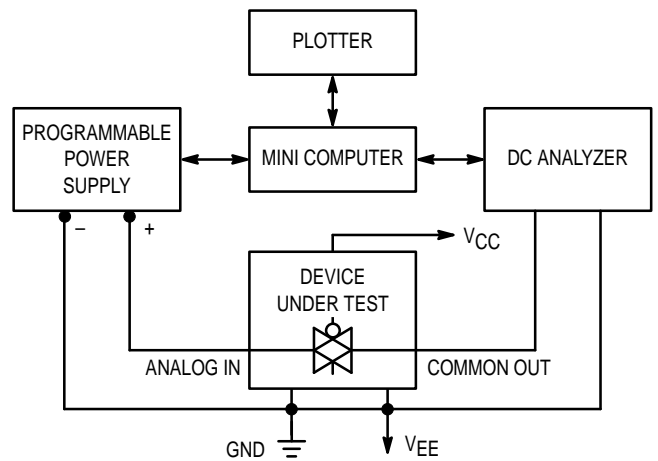 PLOTTER
PROGRAMMABLE
POWER
SUPPLY
MINI COMPUTER
DC ANALYZER
– +
VCC
DEVICE
UNDER TEST
ANALOG IN
COMMON OUT
GND
VEE